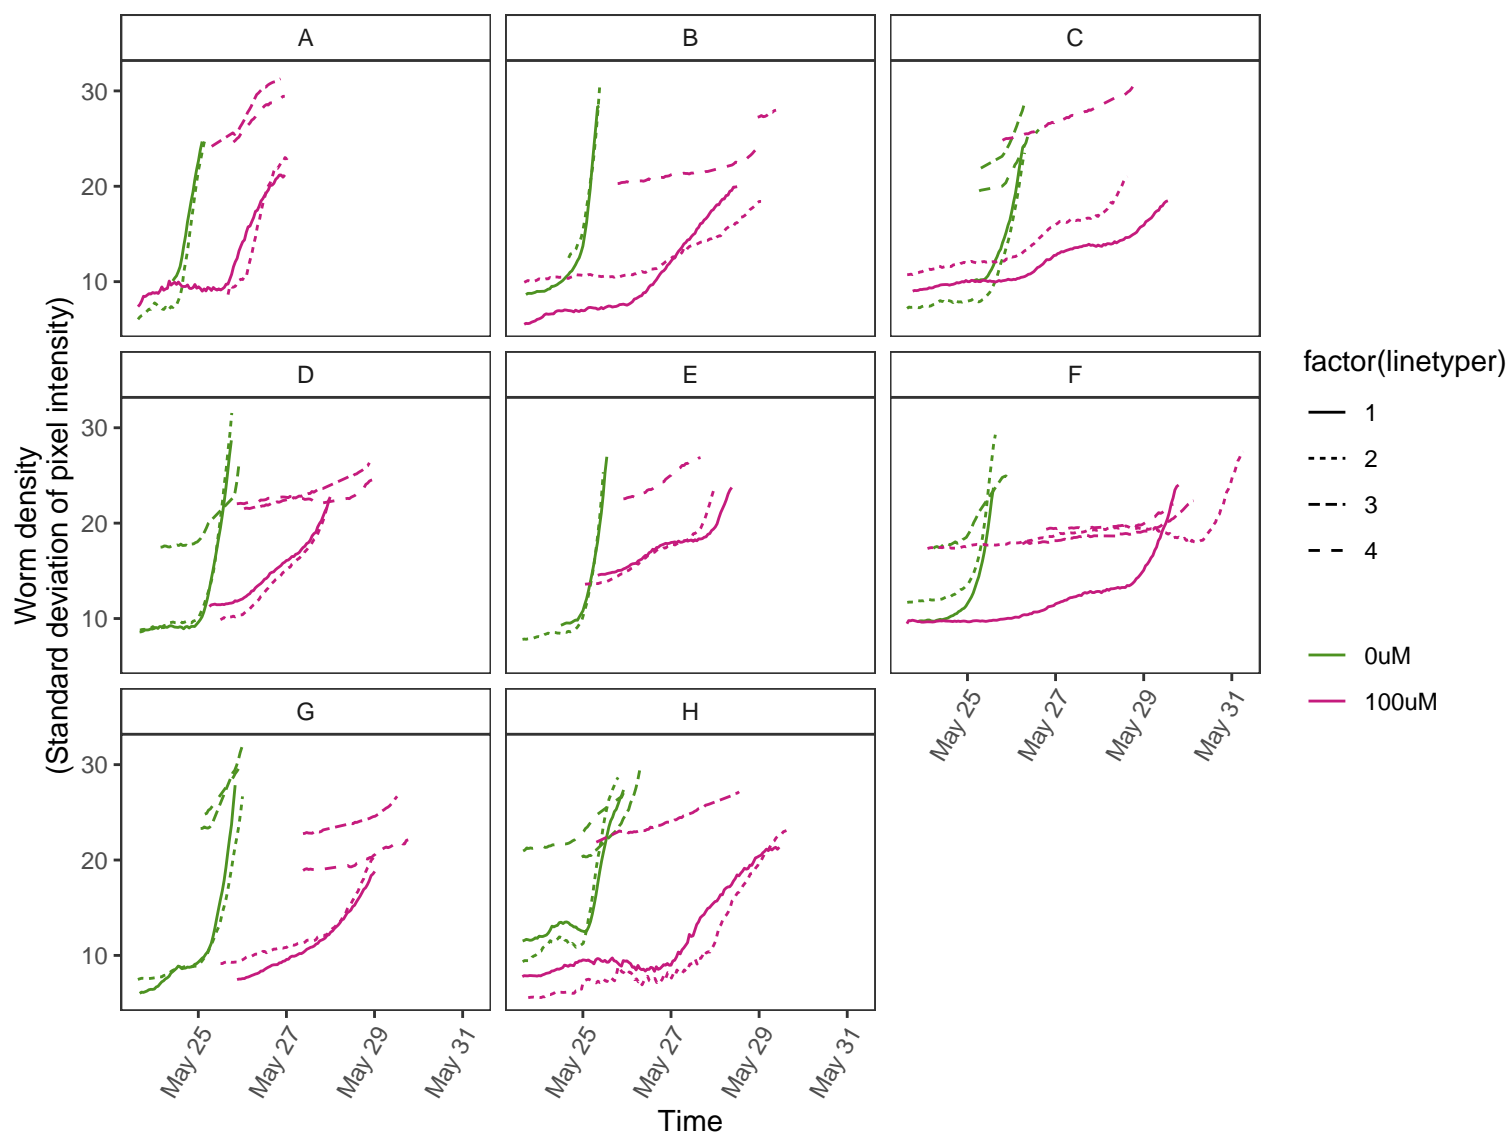 A
B
C
30
20
10
D
E
F
30
20
10
Worm density
(Standard deviation of pixel intensity)
factor(linetyper)
1
2
3
4
0uM
100uM
G
H
May 25
May 27
May 29
May 31
30
20
10
May 25
May 27
May 29
May 31
May 25
May 27
May 29
May 31
Time